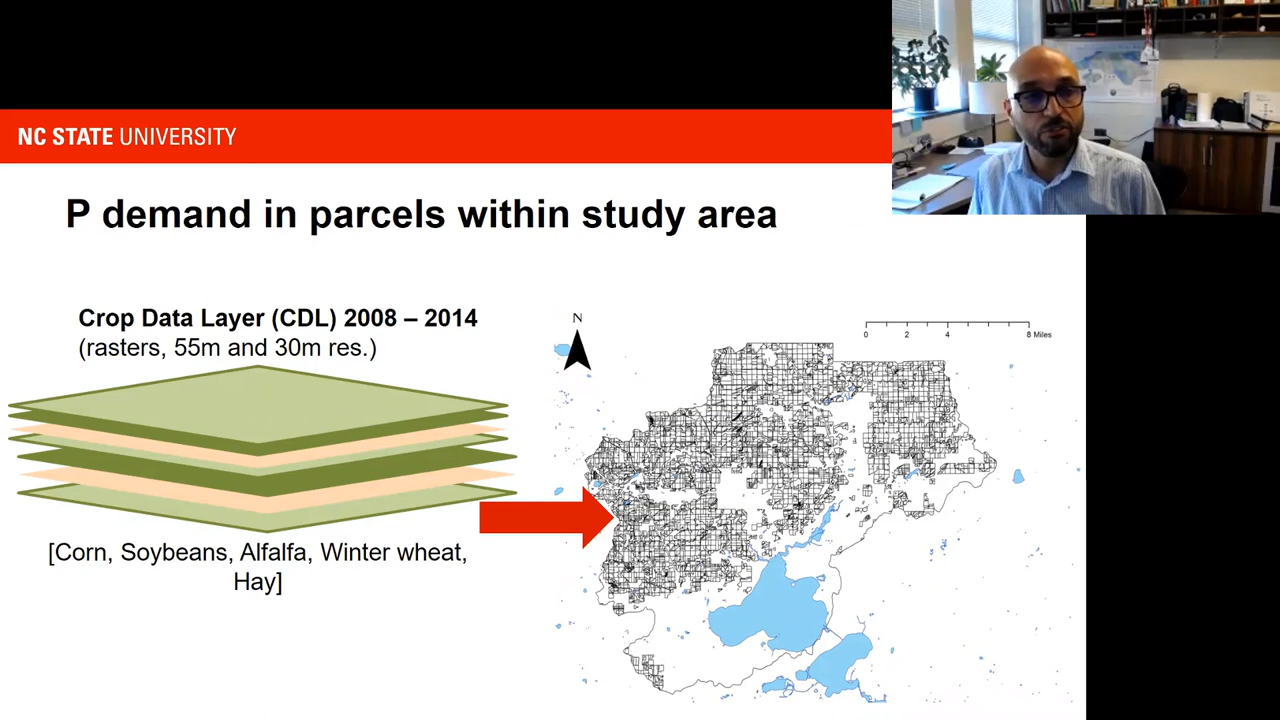 NC STATE UNIVERSITY
P demand in parcels within study area
Crop Data Layer (CDL) 2008 – 2014
(rasters, 55m and 30m res.)
[Corn, Soybeans, Alfalfa, Winter wheat,
Hay]
N
0 2 4 8 Miles